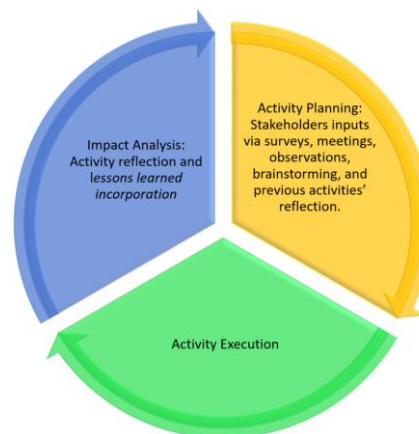 Impact Analysis:
Activity reflection and
lessons learned
incorporation
Activity Planning:
Stakeholders inputs
via surveys, meetings,
observations,
brainstorming, and
previous activities’
reflection.
Activity Execution